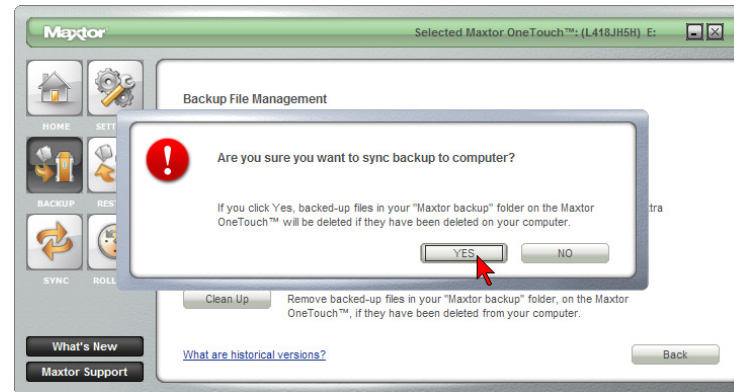 Maxtor
Selected Maxtor OneTouch™: (L418JH5H) E:
Backup File Management
HOME
Are you sure you want to sync backup to computer?
If you click Yes, backed-up files in your "Maxtor backup" folder on the Maxtor
OneTouch™ will be deleted if they have been deleted on your computer.
YES NO
BACKUP
SYNC
Clean Up
Remove backed-up files in your "Maxtor backup" folder, on the Maxtor
OneTouch™, if they have been deleted from your computer.
What's New
Maxtor Support
What are historical versions?
Back